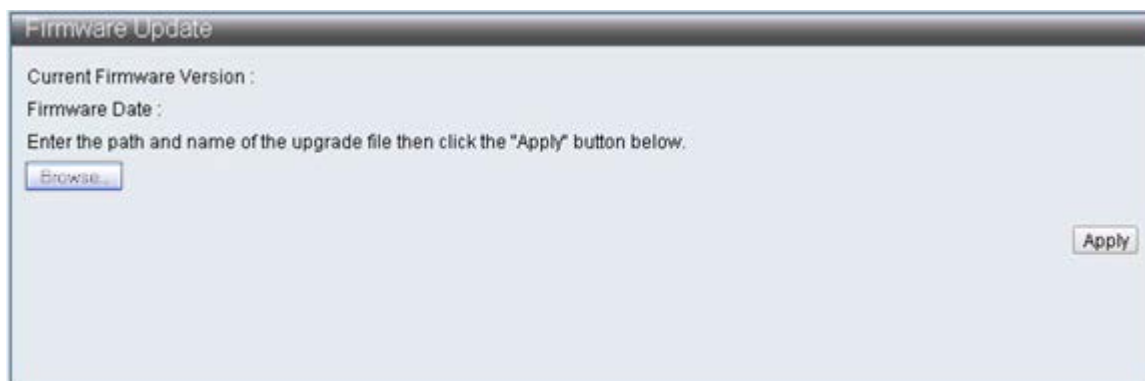 Firmware Update
Current Firmware Version :
Firmware Date :
Enter the path and name of the upgrade file then click the "Apply" button below.
Browse..
Apply